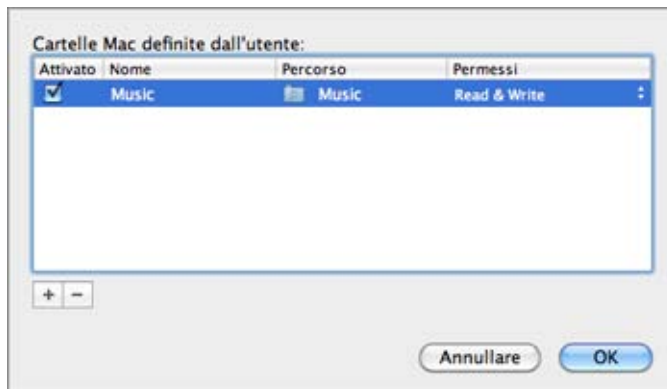 Cartelle Mac definite dall'utente:
Attivato Nome Percorso Permessi
Music Music Read & Write
+ −
Annullare OK